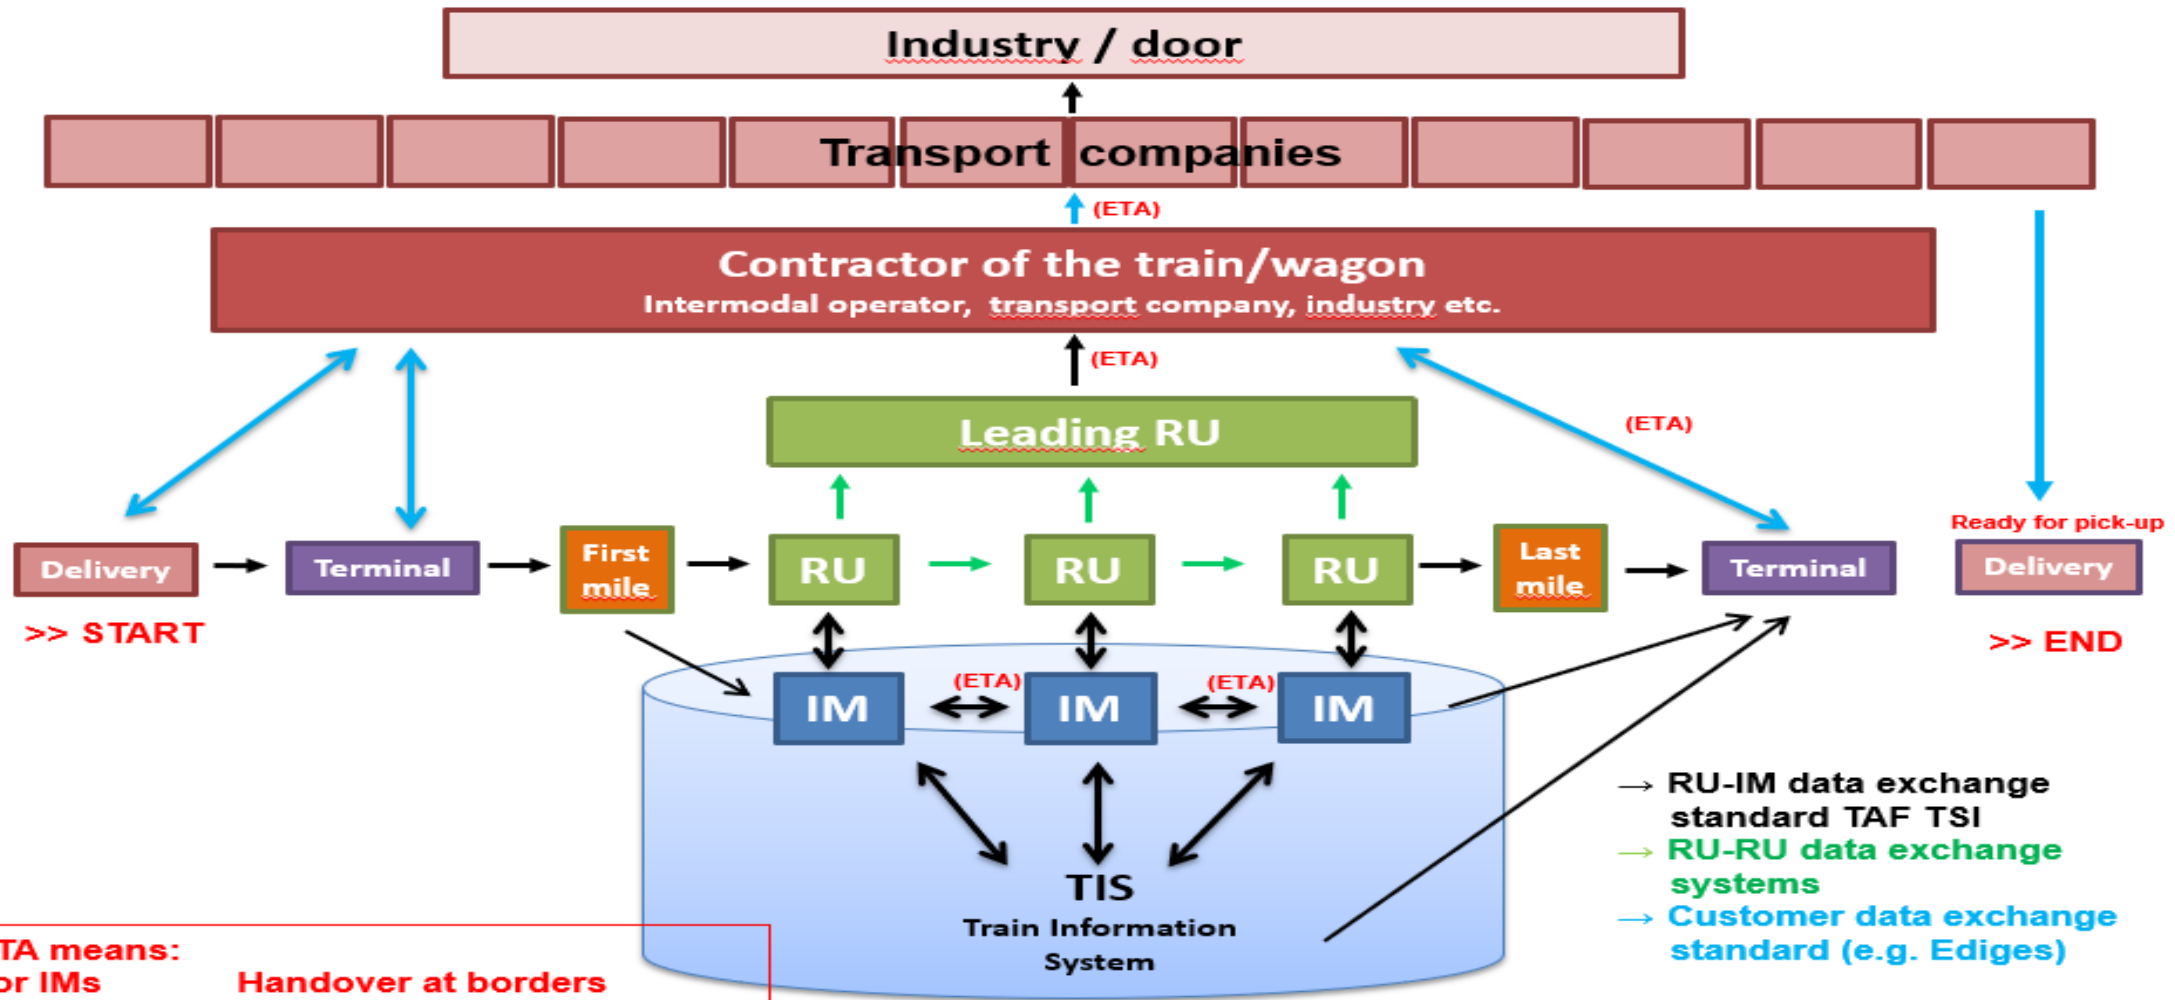 Industry / door
Transport companies
(ETA)
Contractor of the train/wagon
Intermodal operator, transport company, industry etc.
(ETA)
Leading RU
(ETA)
Ready for pick-up
Delivery
Terminal
First
mile
RU
RU
RU
Last
mile
Terminal
Delivery
>> START
>> END
IM
(ETA)
IM
(ETA)
IM
TIS
Train Information
System
→ RU-IM data exchange
standard TAF TSI
→ RU-RU data exchange
systems
→ Customer data exchange
standard (e.g. Ediges)
TA means:
or IMs Handover at borders